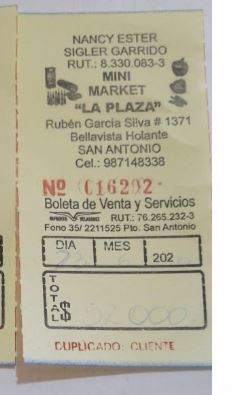 NANCY ESTER
SIGLER GARRIDO
RUT.: 8.330.083-3
MINI
MARKET
"LA PLAZA"
Rubén García Silva # 1371
Bellavista Holante
SAN ANTONIO
Cel.: 987148338
Nº 016202
Boleta de Venta y Servicios
RUT.: 76.265.232-3
Fono 35/ 2211525 Pto. San Antonio
DIA MES 202
TOTAL $
DUPLICADO: CLIENTE